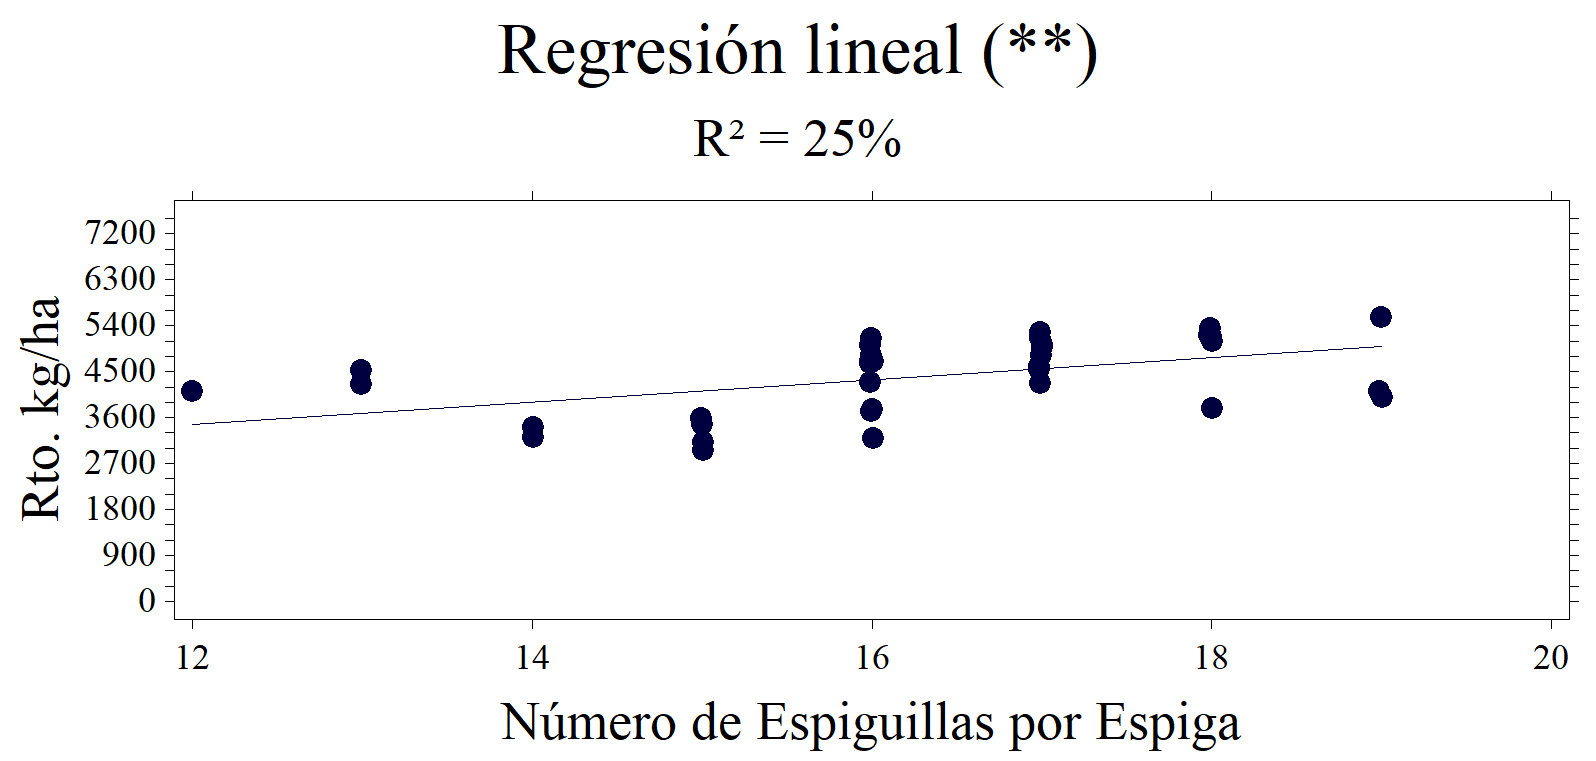 Regresión lineal (**)
R² = 25%
7200
6300
5400
4500
3600
2700
1800
900
0
Rto. kg/ha
12 14 16 18 20
Número de Espiguillas por Espiga